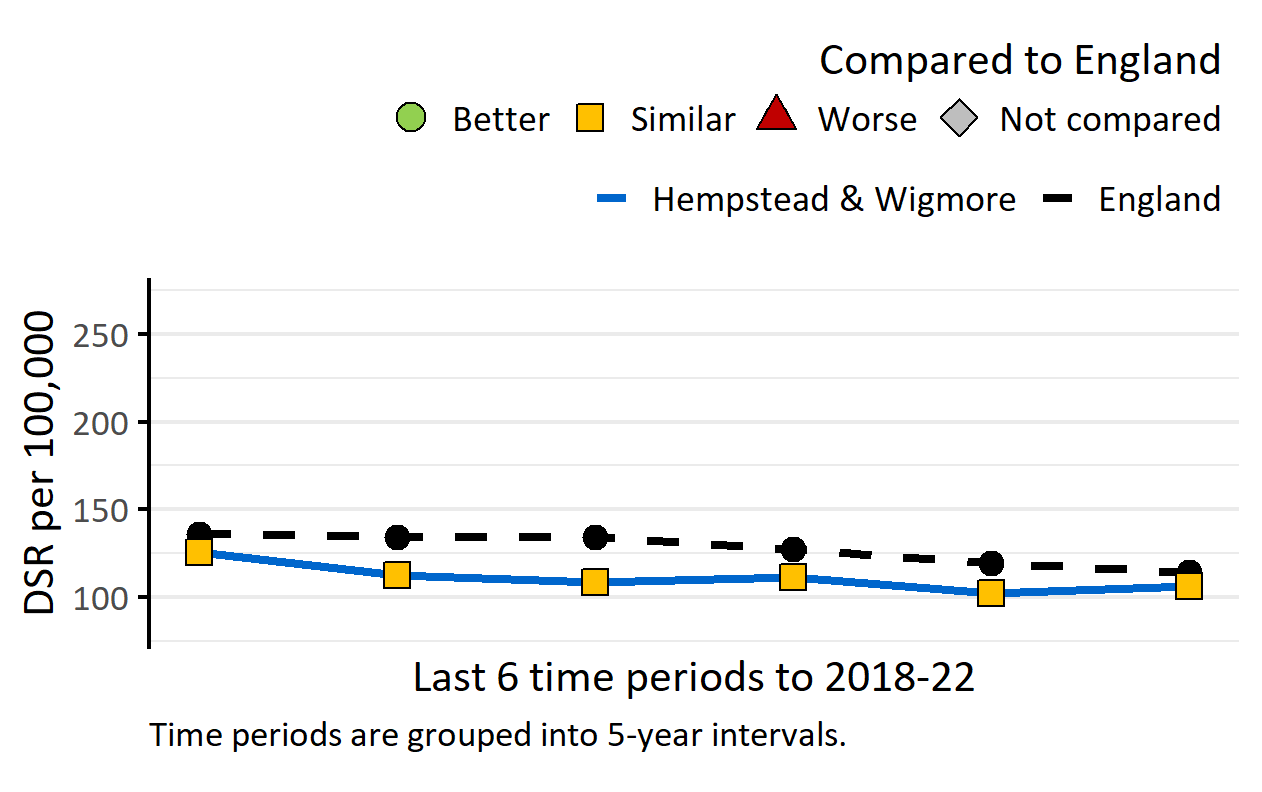 Compared to England
Better Similar Worse Not compared
Hempstead & Wigmore England
DSR per 100,000
250
200
150
100
Last 6 time periods to 2018-22
Time periods are grouped into 5-year intervals.